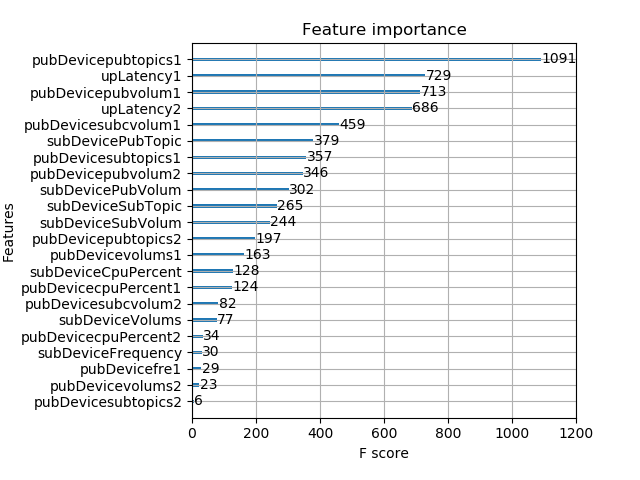 Feature importance
Features
pubDevicepubtopics1 1091
upLatency1 729
pubDevicepubvolum1 713
upLatency2 686
pubDevicesubcvolum1 459
subDevicePubTopic 379
pubDevicesubtopics1 357
pubDevicepubvolum2 346
subDevicePubVolum 302
subDeviceSubTopic 265
subDeviceSubVolum 244
pubDevicepubtopics2 197
pubDevicevolums1 163
subDeviceCpuPercent 128
pubDevicecpuPercent1 124
pubDevicesubcvolum2 82
subDeviceVolums 77
pubDevicecpuPercent2 34
subDeviceFrequency 30
pubDevicefre1 29
pubDevicevolums2 23
pubDevicesubtopics2 6
0 200 400 600 800 1000 1200
F score